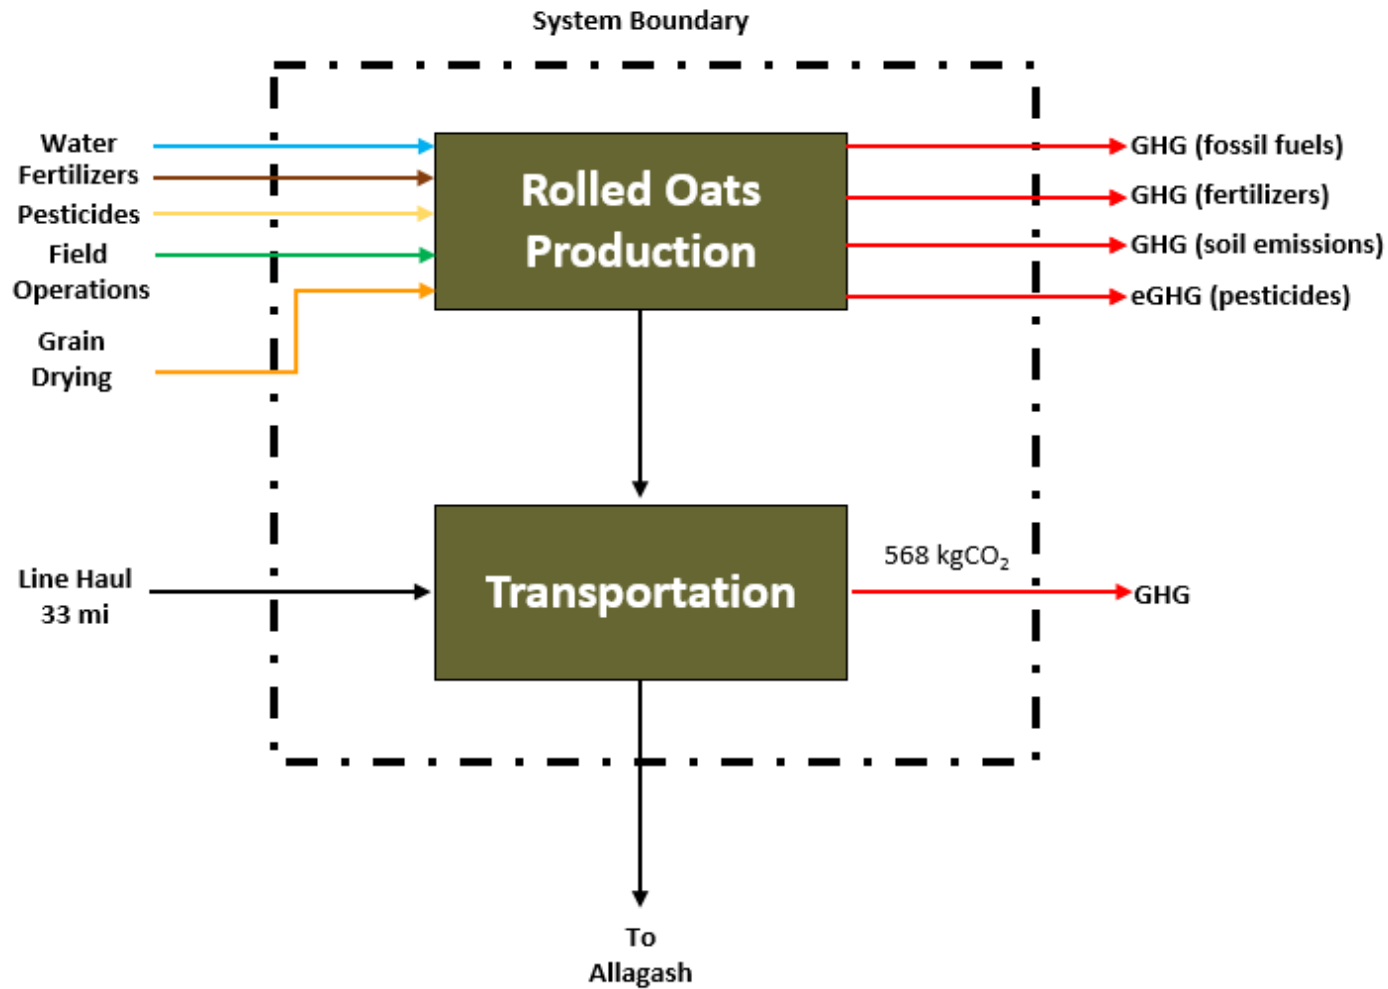 System Boundary
Water
Fertilizers
Pesticides
Field
Operations
Grain
Drying
Rolled Oats
Production
GHG (fossil fuels)
GHG (fertilizers)
GHG (soil emissions)
eGHG (pesticides)
Line Haul
33 mi
Transportation
568 kgCO₂
GHG
To
Allagash